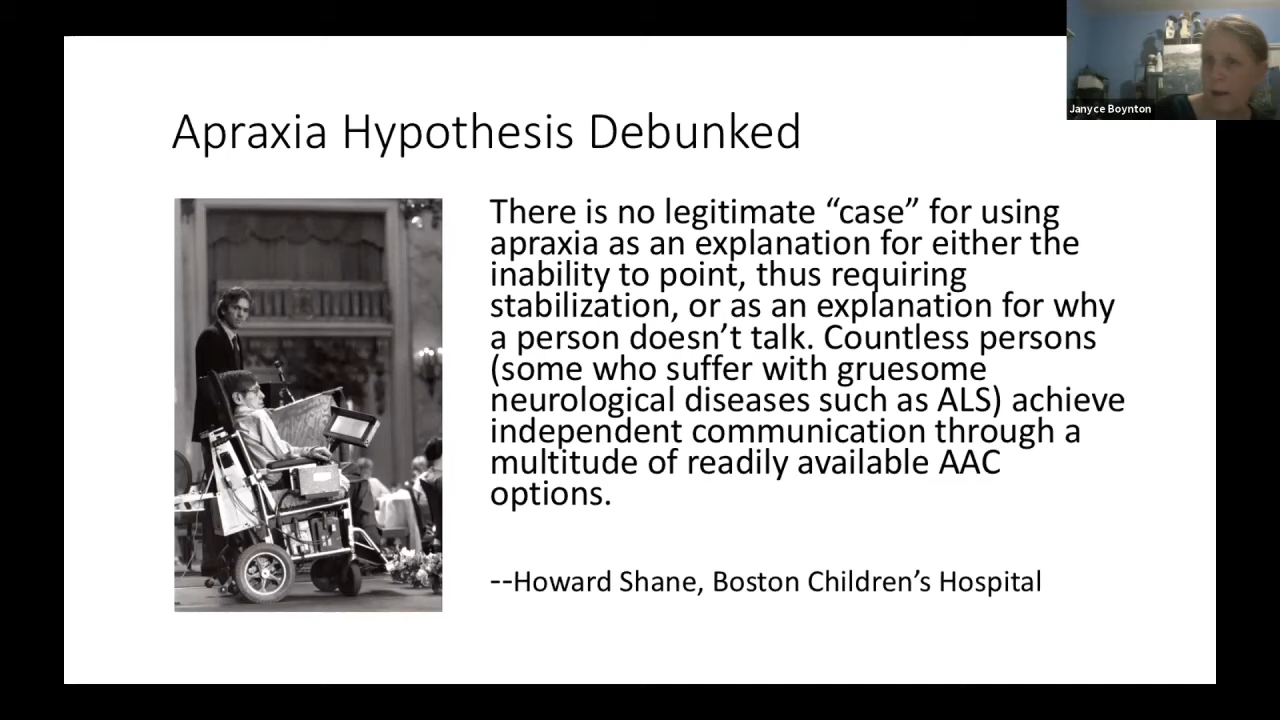 Janyce Boynton
Apraxia Hypothesis Debunked
There is no legitimate “case” for using
apraxia as an explanation for either the
inability to point, thus requiring
stabilization, or as an explanation for why
a person doesn’t talk. Countless persons
(some who suffer with gruesome
neurological diseases such as ALS) achieve
independent communication through a
multitude of readily available AAC
options.
--Howard Shane, Boston Children’s Hospital